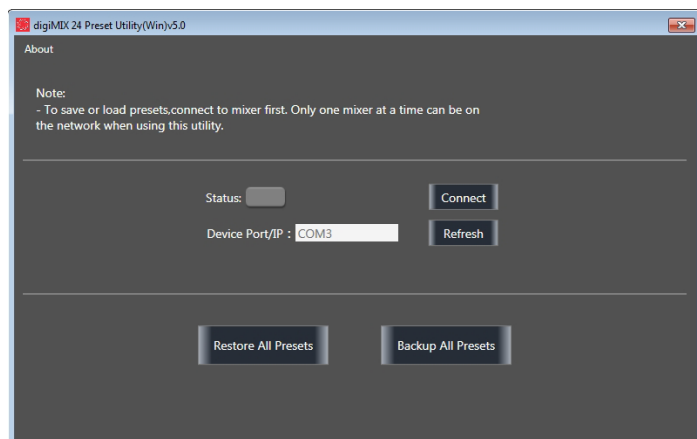 digiMIX 24 Preset Utility(Win)v5.0
About
Note:
- To save or load presets,connect to mixer first. Only one mixer at a time can be on
the network when using this utility.
Status:
Connect
Device Port/IP : COM3
Refresh
Restore All Presets
Backup All Presets